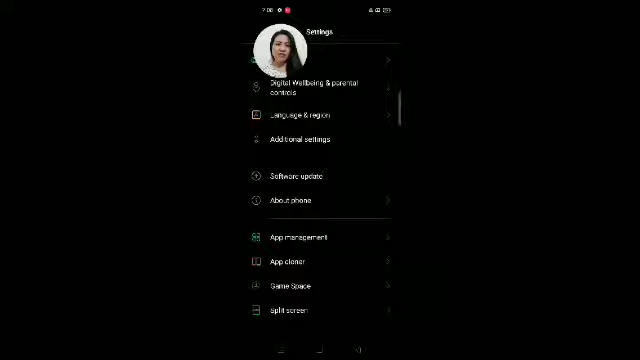 Settings
Digital Wellbeing & parental
controls
Language & region
Additional settings
Software update
About phone
App management
App cloner
Game Space
Split screen